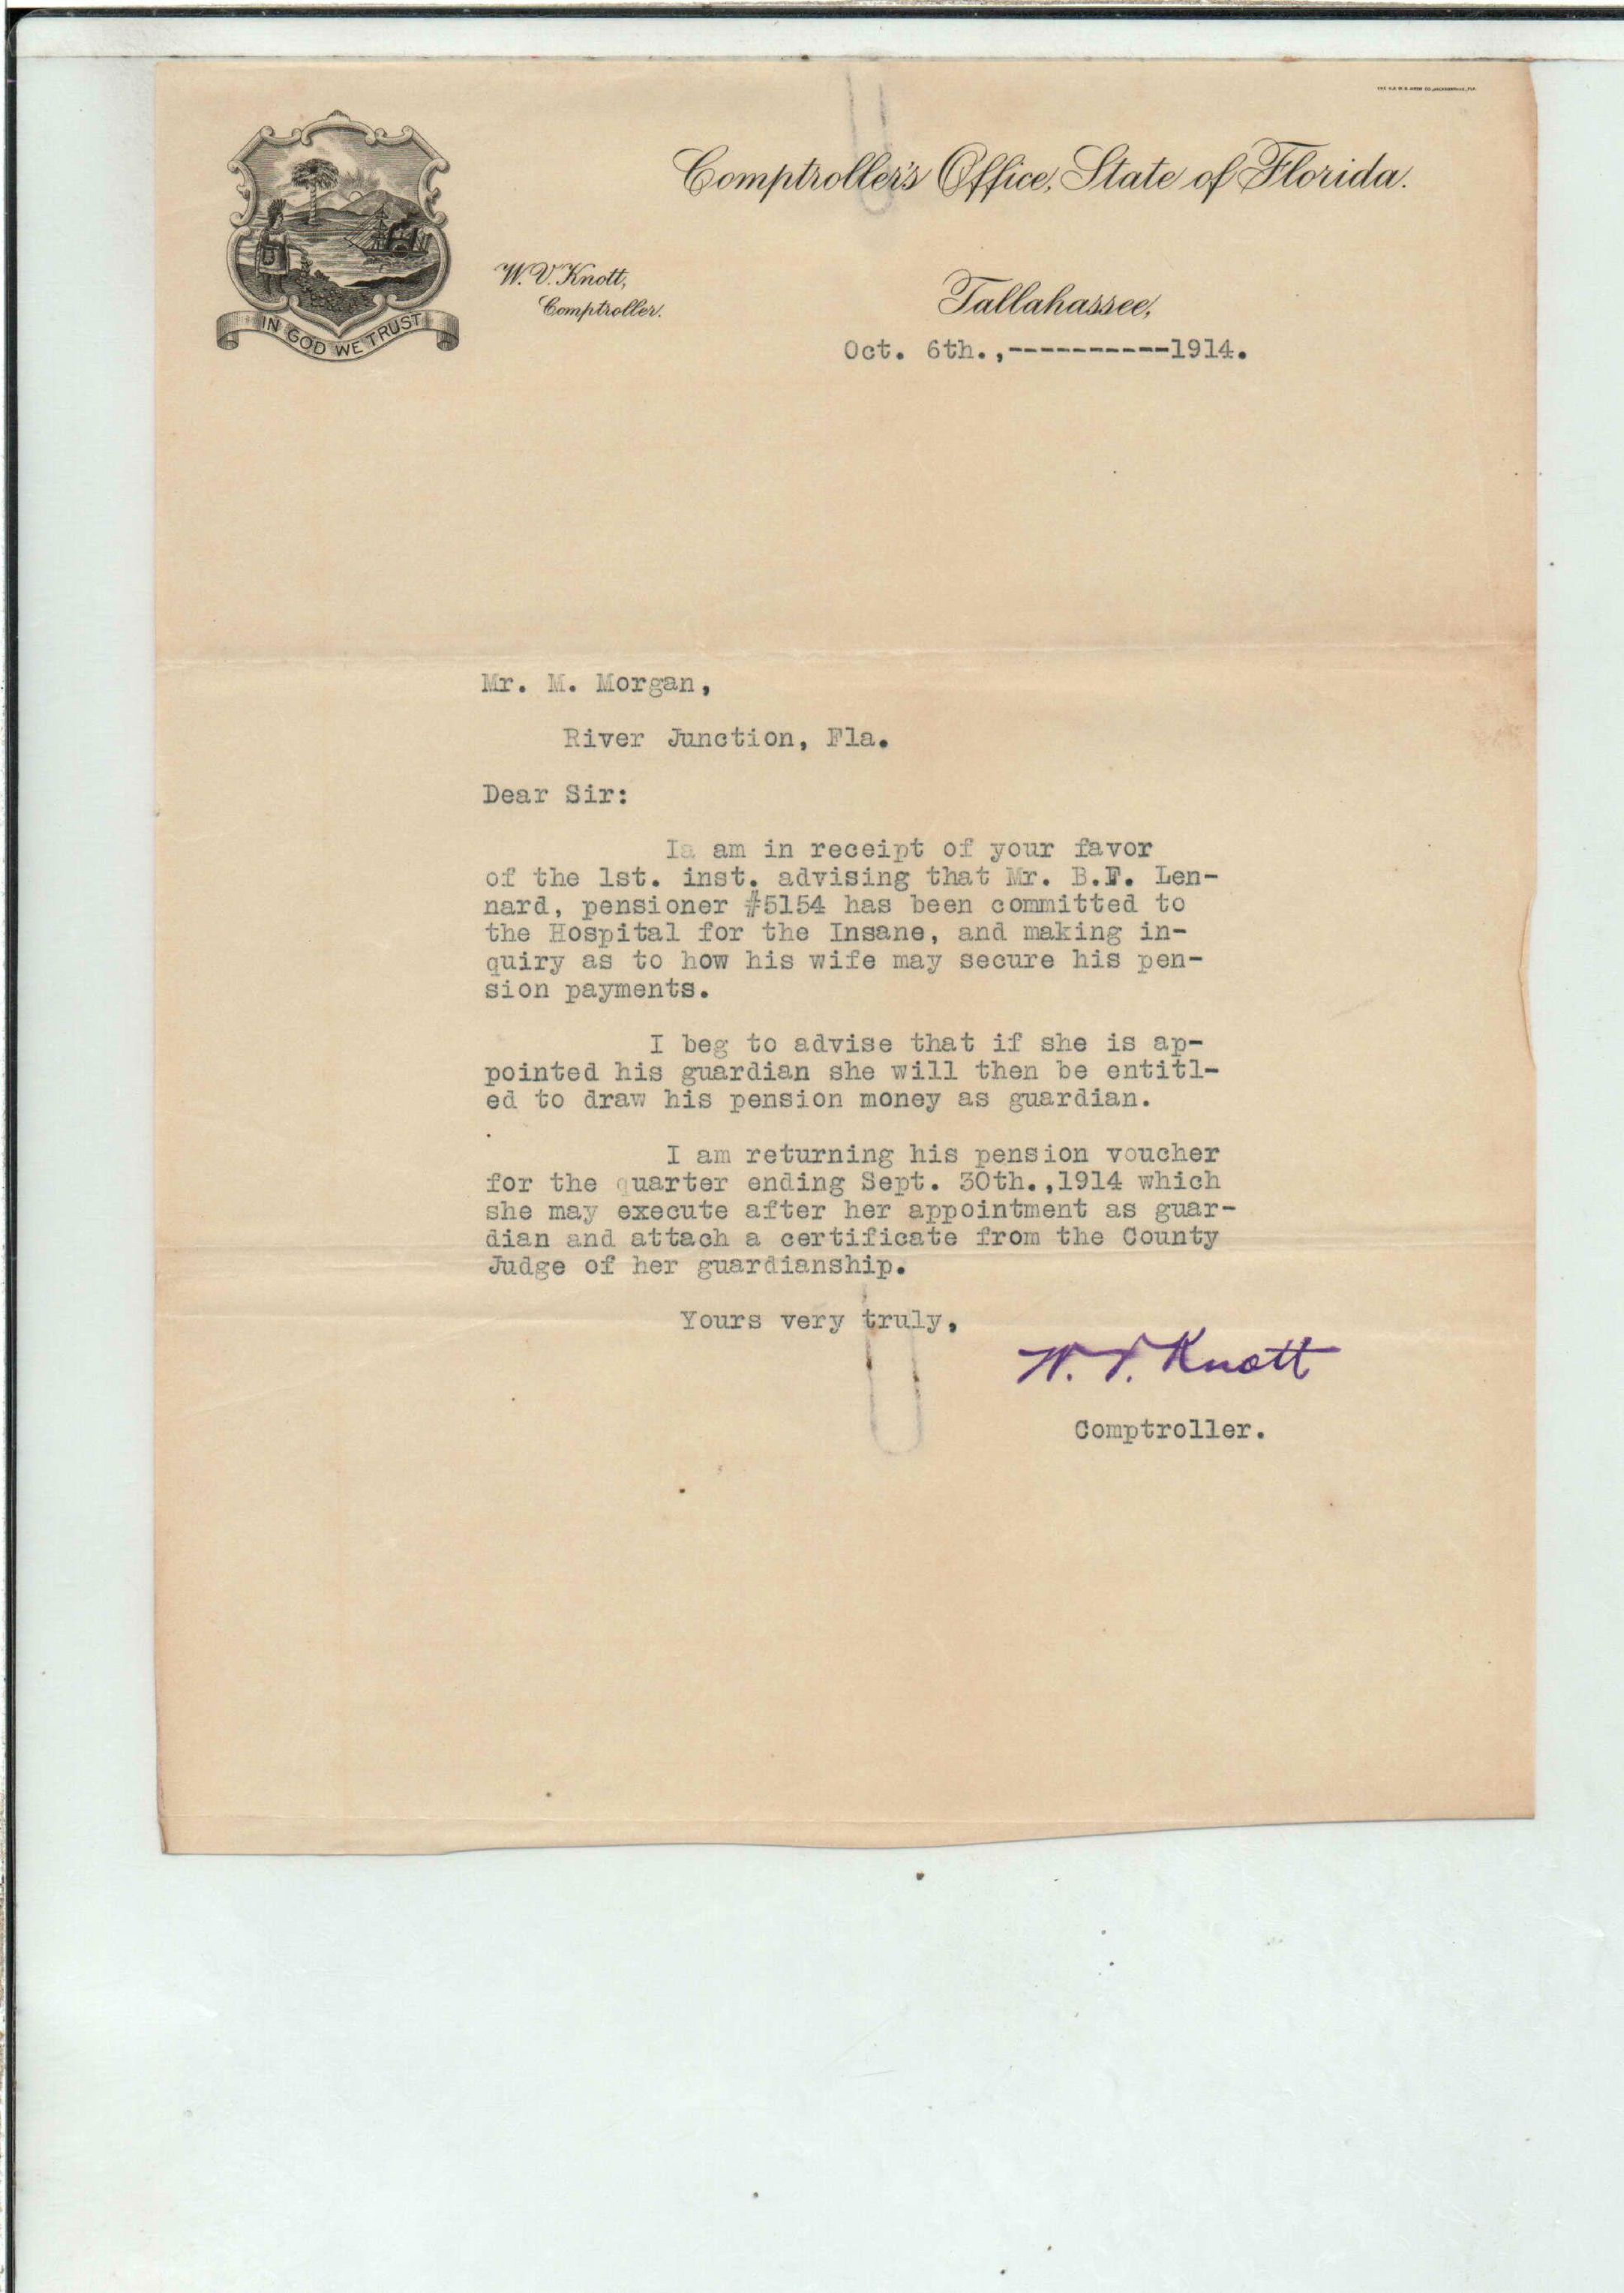 Comptroller's Office, State of Florida.
W. V. Knott,
Comptroller.
IN GOD WE TRUST
Tallahassee,
Oct. 6th.,----------1914.
Mr. M. Morgan,
River Junction, Fla.
Dear Sir:
Ia am in receipt of your favor
of the 1st. inst. advising that Mr. B.F. Len-
nard, pensioner #5154 has been committed to
the Hospital for the Insane, and making in-
quiry as to how his wife may secure his pen-
sion payments.
I beg to advise that if she is ap-
pointed his guardian she will then be entitl-
ed to draw his pension money as guardian.
I am returning his pension voucher
for the quarter ending Sept. 30th.,1914 which
she may execute after her appointment as guar-
dian and attach a certificate from the County
Judge of her guardianship.
Yours very truly,
W. V. Knott
Comptroller.